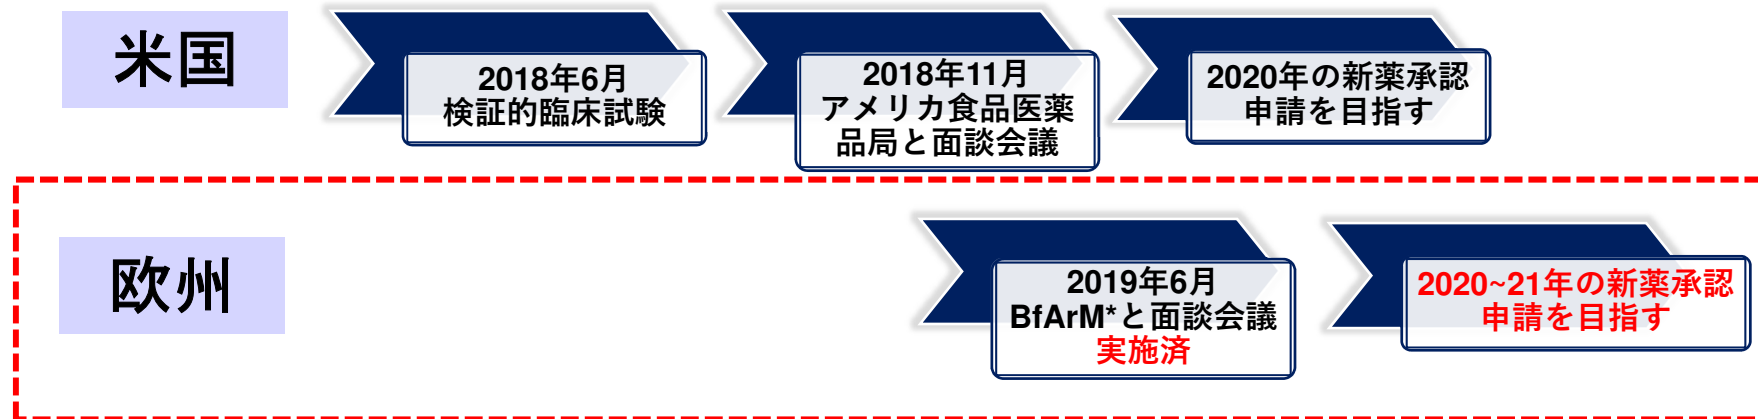 米国
2018年6月
検証的臨床試験
2018年11月
アメリカ食品医薬
品局と面談会議
2020年の新薬承認
申請を目指す
欧州
2019年6月
BfArM*と面談会議
実施済
2020~21年の新薬承認
申請を目指す